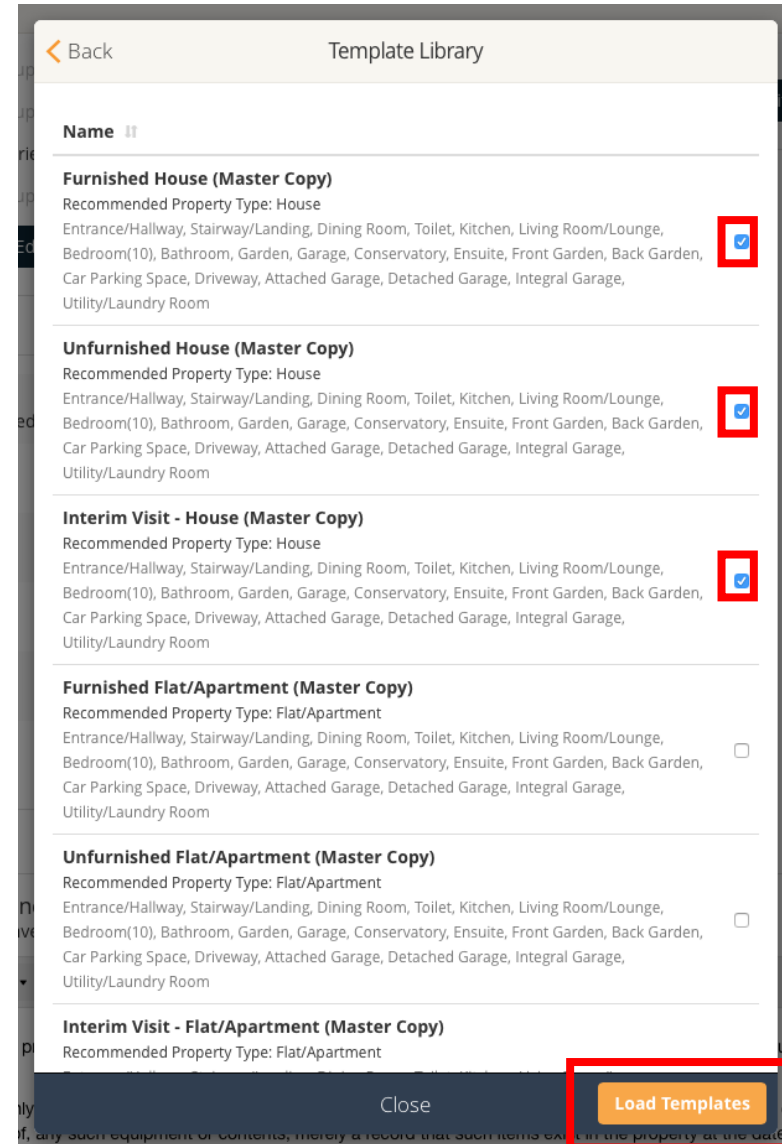 Back
Template Library
Name
Furnished House (Master Copy)
Recommended Property Type: House
Entrance/Hallway, Stairway/Landing, Dining Room, Toilet, Kitchen, Living Room/Lounge,
Bedroom(10), Bathroom, Garden, Garage, Conservatory, Ensuite, Front Garden, Back Garden,
Car Parking Space, Driveway, Attached Garage, Detached Garage, Integral Garage,
Utility/Laundry Room
Unfurnished House (Master Copy)
Recommended Property Type: House
Entrance/Hallway, Stairway/Landing, Dining Room, Toilet, Kitchen, Living Room/Lounge,
Bedroom(10), Bathroom, Garden, Garage, Conservatory, Ensuite, Front Garden, Back Garden,
Car Parking Space, Driveway, Attached Garage, Detached Garage, Integral Garage,
Utility/Laundry Room
Interim Visit - House (Master Copy)
Recommended Property Type: House
Entrance/Hallway, Stairway/Landing, Dining Room, Toilet, Kitchen, Living Room/Lounge,
Bedroom(10), Bathroom, Garden, Garage, Conservatory, Ensuite, Front Garden, Back Garden,
Car Parking Space, Driveway, Attached Garage, Detached Garage, Integral Garage,
Utility/Laundry Room
Furnished Flat/Apartment (Master Copy)
Recommended Property Type: Flat/Apartment
Entrance/Hallway, Stairway/Landing, Dining Room, Toilet, Kitchen, Living Room/Lounge,
Bedroom(10), Bathroom, Garden, Garage, Conservatory, Ensuite, Front Garden, Back Garden,
Car Parking Space, Driveway, Attached Garage, Detached Garage, Integral Garage,
Utility/Laundry Room
Unfurnished Flat/Apartment (Master Copy)
Recommended Property Type: Flat/Apartment
Entrance/Hallway, Stairway/Landing, Dining Room, Toilet, Kitchen, Living Room/Lounge,
Bedroom(10), Bathroom, Garden, Garage, Conservatory, Ensuite, Front Garden, Back Garden,
Car Parking Space, Driveway, Attached Garage, Detached Garage, Integral Garage,
Utility/Laundry Room
Interim Visit - Flat/Apartment (Master Copy)
Recommended Property Type: Flat/Apartment
Close
Load Templates
any such equipment or contents, merely a record that such items exist in the property at the